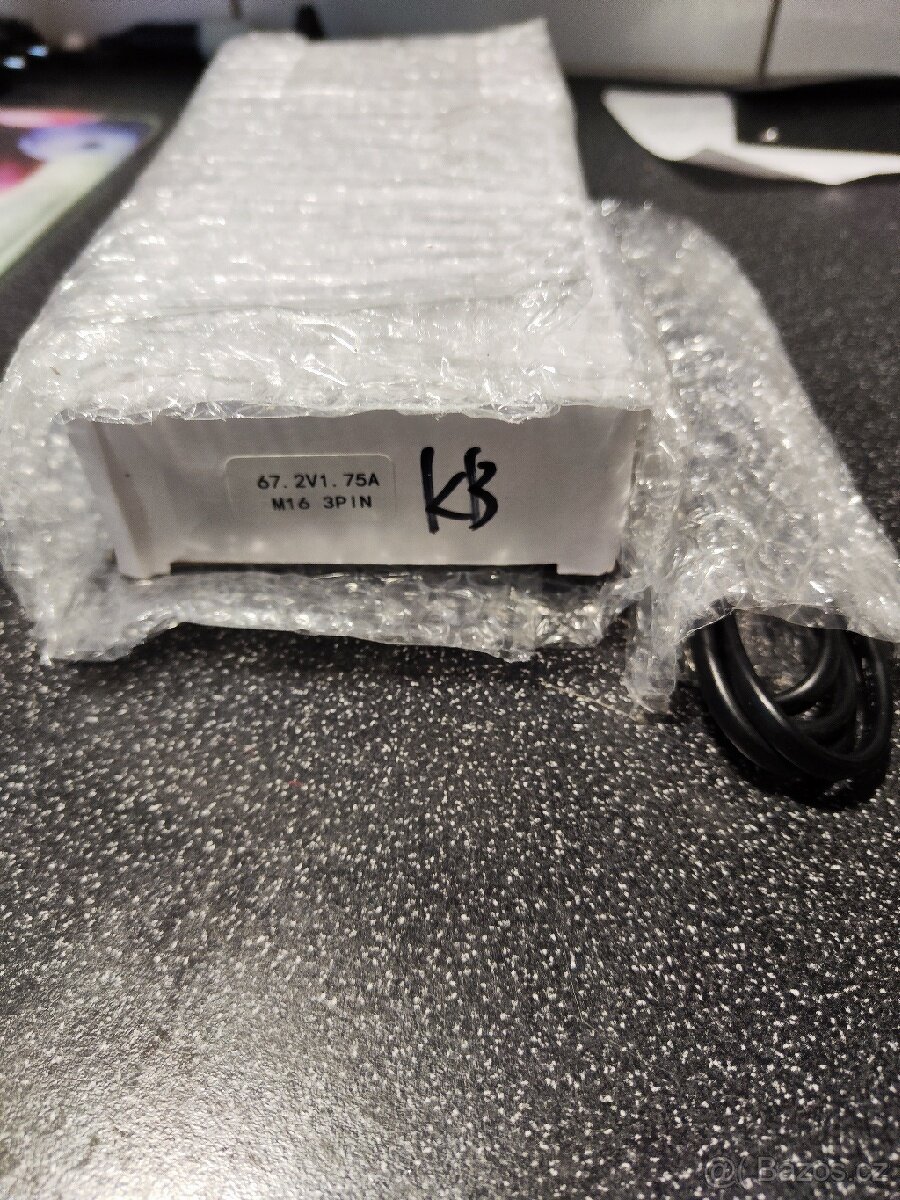 67.2V1.75A
M16 3PIN
KB
@( Bazos.cz